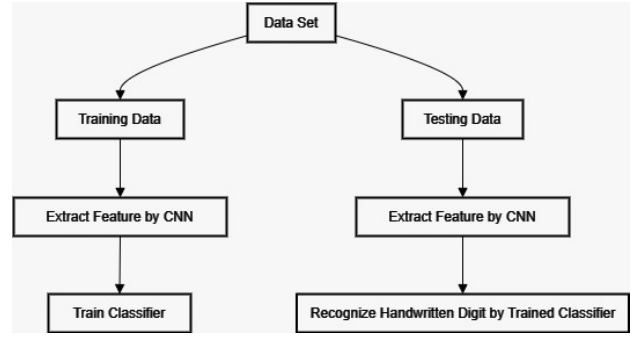 Data Set
Training Data
Testing Data
Extract Feature by CNN
Extract Feature by CNN
Train Classifier
Recognize Handwritten Digit by Trained Classifier